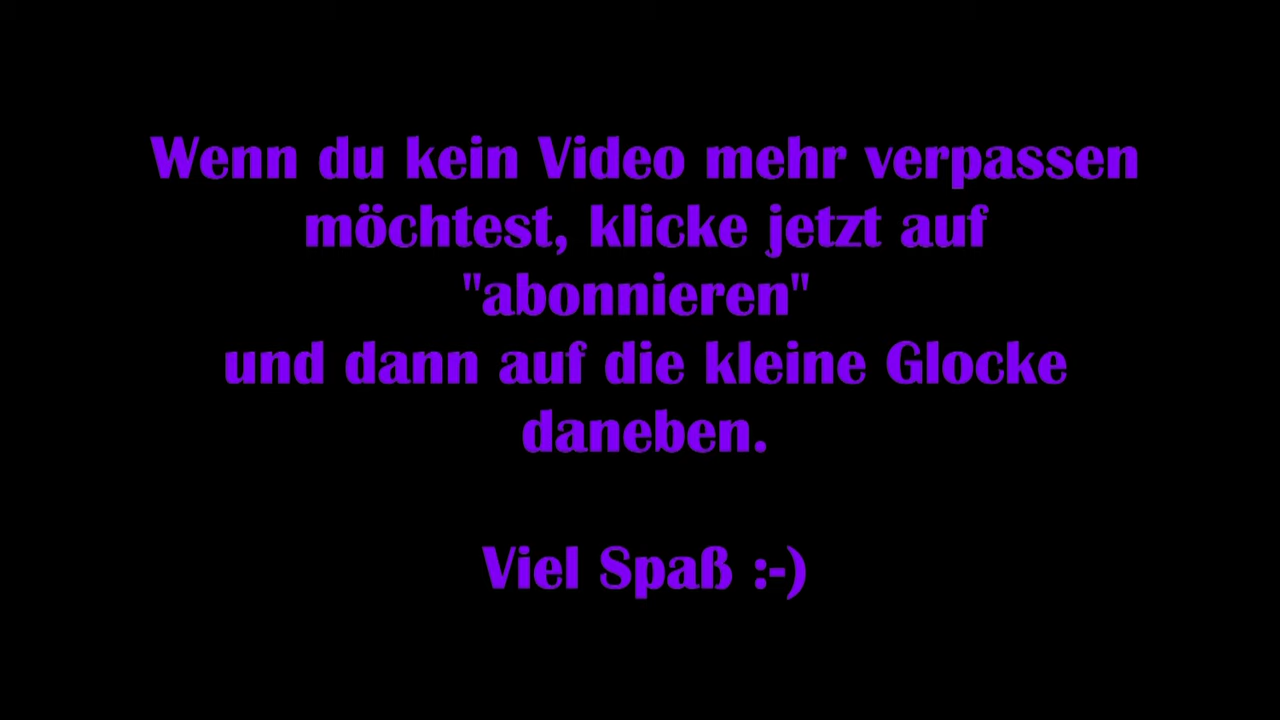 Wenn du kein Video mehr verpassen
möchtest, klicke jetzt auf
"abonnieren"
und dann auf die kleine Glocke
daneben.
Viel Spaß :-)